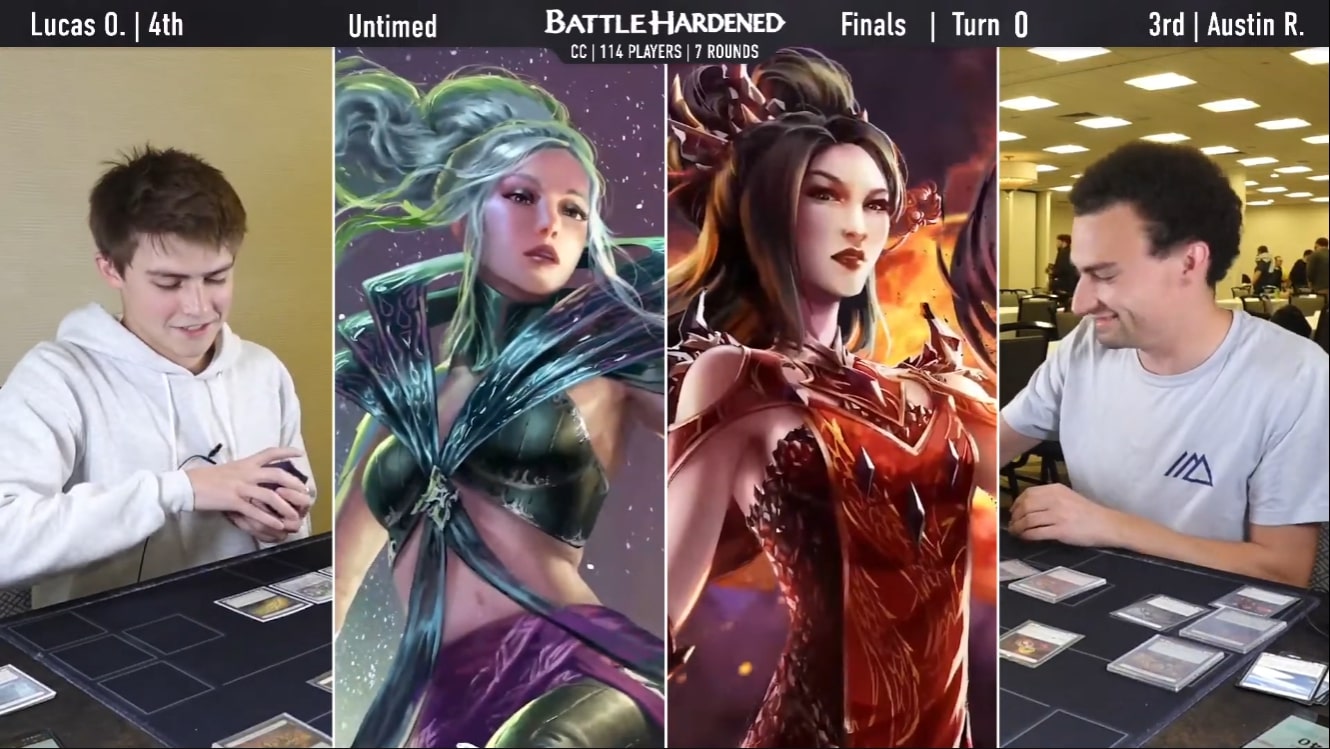 Lucas O. | 4th
Untimed
BATTLE HARDENED
CC | 114 PLAYERS | 7 ROUNDS
Finals | Turn 0
3rd | Austin R.